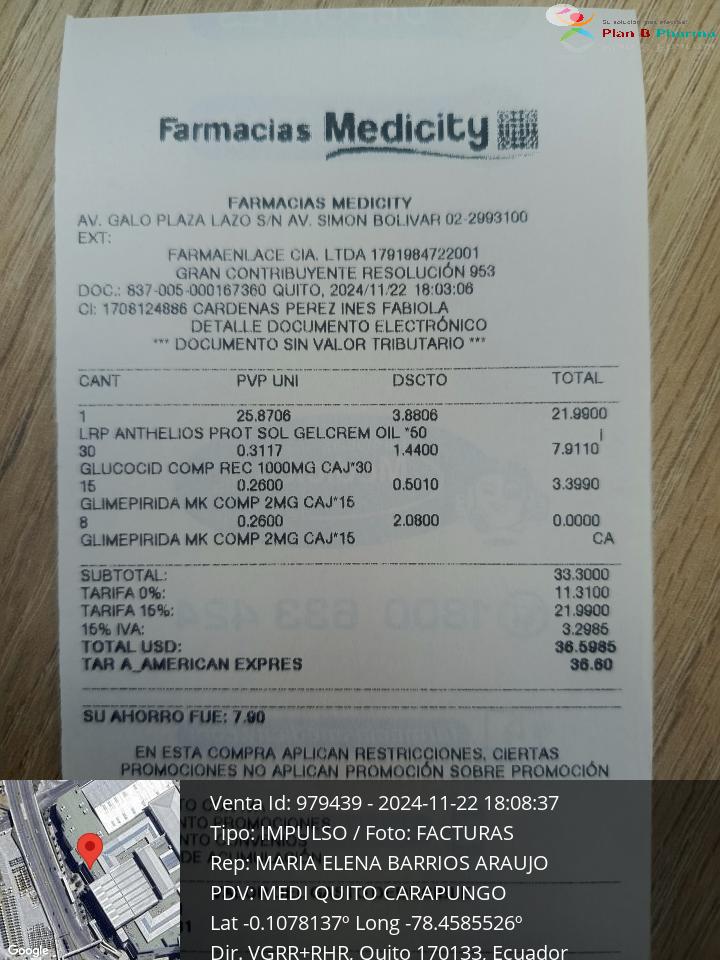 Plan B Pharma
Farmacias Medicity
FARMACIAS MEDICITY
AV. GALO PLAZA LAZO S/N AV. SIMON BOLIVAR 02-2993100
EXT:
FARMAENLACE CIA. LTDA 1791984722001
GRAN CONTRIBUYENTE RESOLUCIÓN 953
DOC.: 837-005-000167360 QUITO, 2024/11/22 18:03:06
CI: 1708124886 CARDENAS PEREZ INES FABIOLA
DETALLE DOCUMENTO ELECTRÓNICO
*** DOCUMENTO SIN VALOR TRIBUTARIO ***
CANT PVP UNI DSCTO TOTAL
1 25.8706 3.8806 21.9900
LRP ANTHELIOS PROT SOL GELCREM OIL *50 I
30 0.3117 1.4400 7.9110
GLUCOCID COMP REC 1000MG CAJ*30
15 0.2600 0.5010 3.3990
GLIMEPIRIDA MK COMP 2MG CAJ*15
8 0.2600 2.0800 0.0000
GLIMEPIRIDA MK COMP 2MG CAJ*15 CA
SUBTOTAL: 33.3000
TARIFA 0%: 11.3100
TARIFA 15%: 21.9900
15% IVA: 3.2985
TOTAL USD: 36.5985
TAR A_AMERICAN EXPRES 36.60
SU AHORRO FUE: 7.90
EN ESTA COMPRA APLICAN RESTRICCIONES, CIERTAS
PROMOCIONES NO APLICAN PROMOCIÓN SOBRE PROMOCIÓN
Venta Id: 979439 - 2024-11-22 18:08:37
Tipo: IMPULSO / Foto: FACTURAS
Rep: MARIA ELENA BARRIOS ARAUJO
PDV: MEDI QUITO CARAPUNGO
Lat -0.1078137º Long -78.4585526º
Dir. VGRR+RHR, Quito 170133, Ecuador
Google